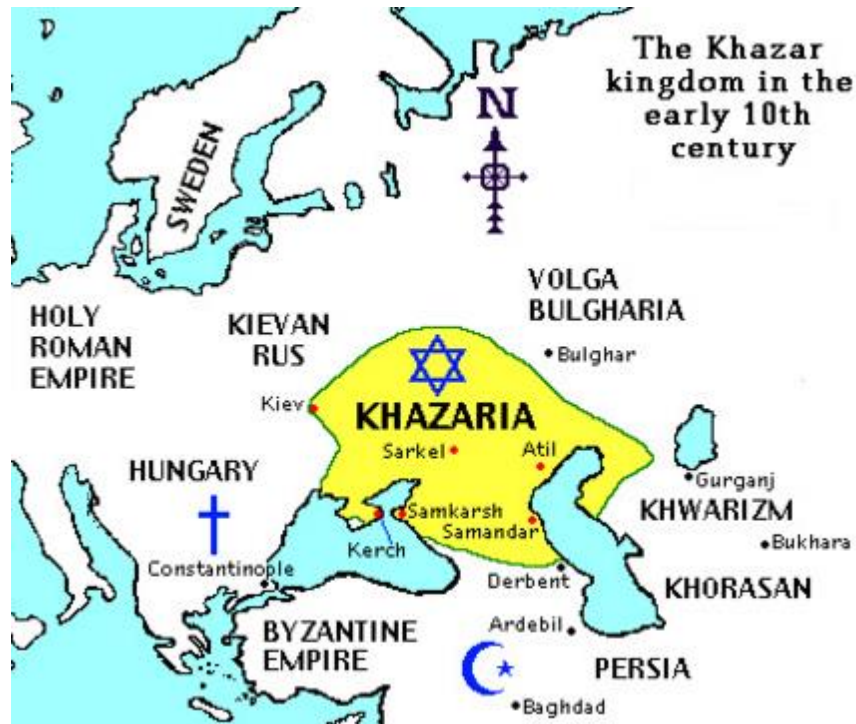 The Khazar
kingdom in the
early 10th
century
N
SWEDEN
VOLGA
BULGHARIA
HOLY
ROMAN
EMPIRE
KIEVAN
RUS
Bulghar
Kiev
KHAZARIA
Sarkel
Atil
HUNGARY
Gurganj
Samkarsh
KHWARIZM
Samandar
Kerch
Bukhara
Constantinople
Derbent
KHORASAN
BYZANTINE
EMPIRE
Ardebil
PERSIA
Baghdad